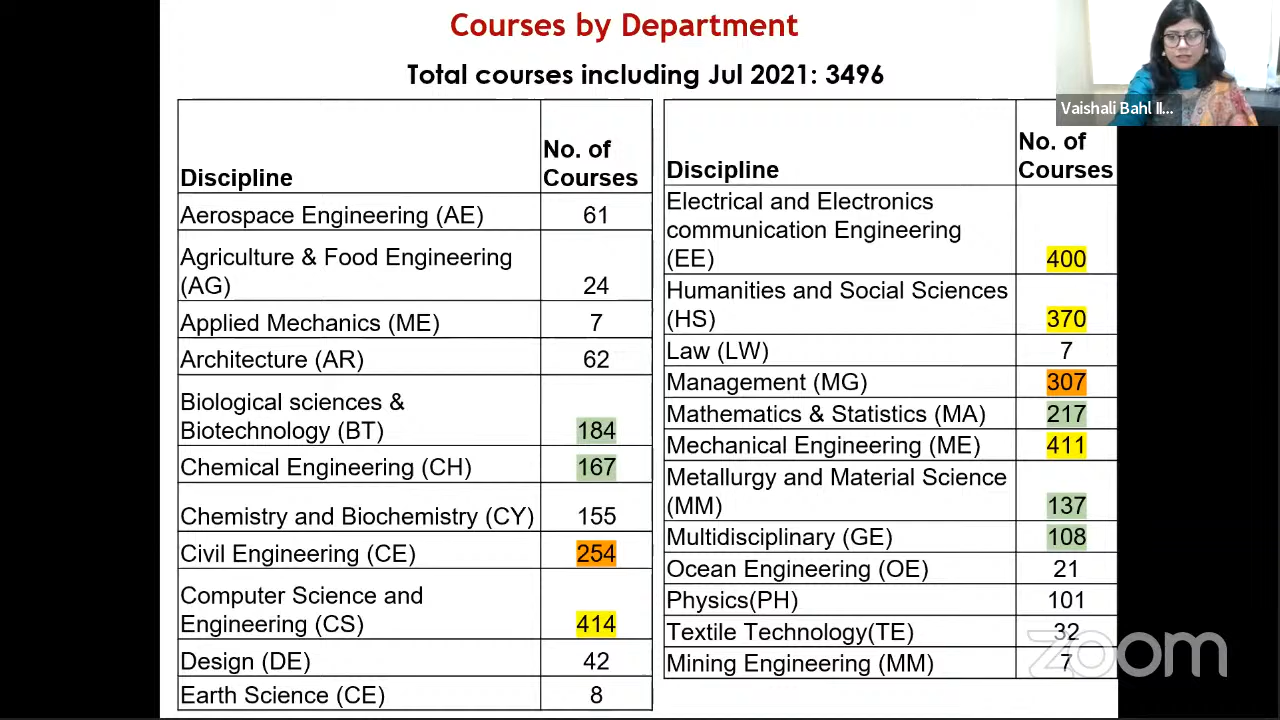 Courses by Department
Total courses including Jul 2021: 3496
Vaishali Bahl II...
Discipline
No. of
Courses
Aerospace Engineering (AE) 61
Agriculture & Food Engineering
(AG) 24
Applied Mechanics (ME) 7
Architecture (AR) 62
Biological sciences &
Biotechnology (BT) 184
Chemical Engineering (CH) 167
Chemistry and Biochemistry (CY) 155
Civil Engineering (CE) 254
Computer Science and
Engineering (CS) 414
Design (DE) 42
Earth Science (CE) 8
Discipline
No. of
Courses
Electrical and Electronics
communication Engineering
(EE) 400
Humanities and Social Sciences
(HS) 370
Law (LW) 7
Management (MG) 307
Mathematics & Statistics (MA) 217
Mechanical Engineering (ME) 411
Metallurgy and Material Science
(MM) 137
Multidisciplinary (GE) 108
Ocean Engineering (OE) 21
Physics(PH) 101
Textile Technology(TE) 32
Mining Engineering (MM) 7
zoom